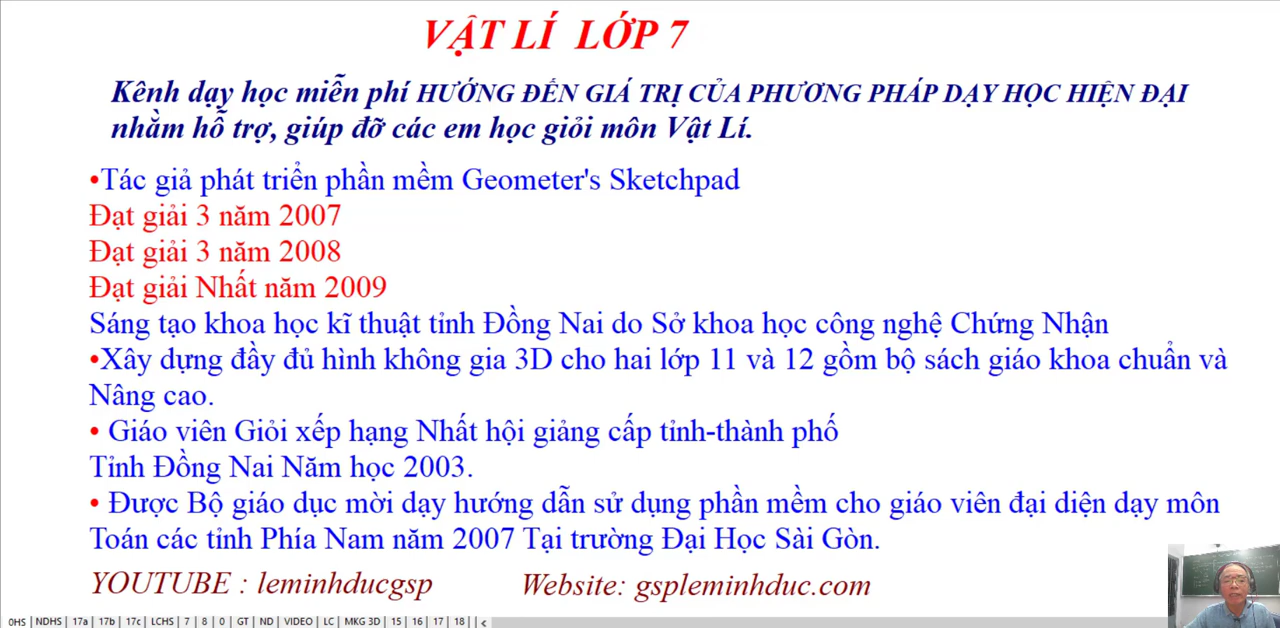 VẬT LÍ LỚP 7
Kênh dạy học miễn phí HƯỚNG ĐẾN GIÁ TRỊ CỦA PHƯƠNG PHÁP DẠY HỌC HIỆN ĐẠI
nhằm hỗ trợ, giúp đỡ các em học giỏi môn Vật Lí.
•Tác giả phát triển phần mềm Geometer's Sketchpad
Đạt giải 3 năm 2007
Đạt giải 3 năm 2008
Đạt giải Nhất năm 2009
Sáng tạo khoa học kĩ thuật tỉnh Đồng Nai do Sở khoa học công nghệ Chứng Nhận
•Xây dựng đầy đủ hình không gia 3D cho hai lớp 11 và 12 gồm bộ sách giáo khoa chuẩn và
Nâng cao.
• Giáo viên Giỏi xếp hạng Nhất hội giảng cấp tỉnh-thành phố
Tỉnh Đồng Nai Năm học 2003.
• Được Bộ giáo dục mời dạy hướng dẫn sử dụng phần mềm cho giáo viên đại diện dạy môn
Toán các tỉnh Phía Nam năm 2007 Tại trường Đại Học Sài Gòn.
YOUTUBE : leminhducgsp Website: gspleminhduc.com
0HS | NDHS | 17a | 17b | 17c | LCHS | 7 | 8 | 0 | GT | ND | VIDEO | LC | MKG 3D | 15 | 16 | 17 | 18 | <